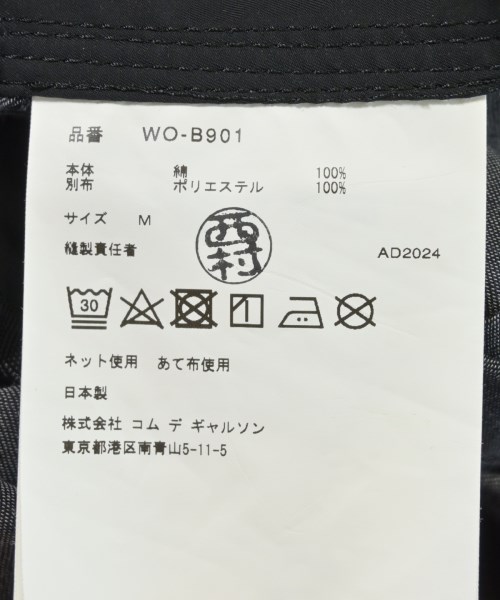 品番 WO-B901
本体 綿 100%
別布 ポリエステル 100%
サイズ M
西村
縫製責任者
AD2024
30
ネット使用 あて布使用
日本製
株式会社 コム デ ギャルソン
東京都港区南青山5-11-5